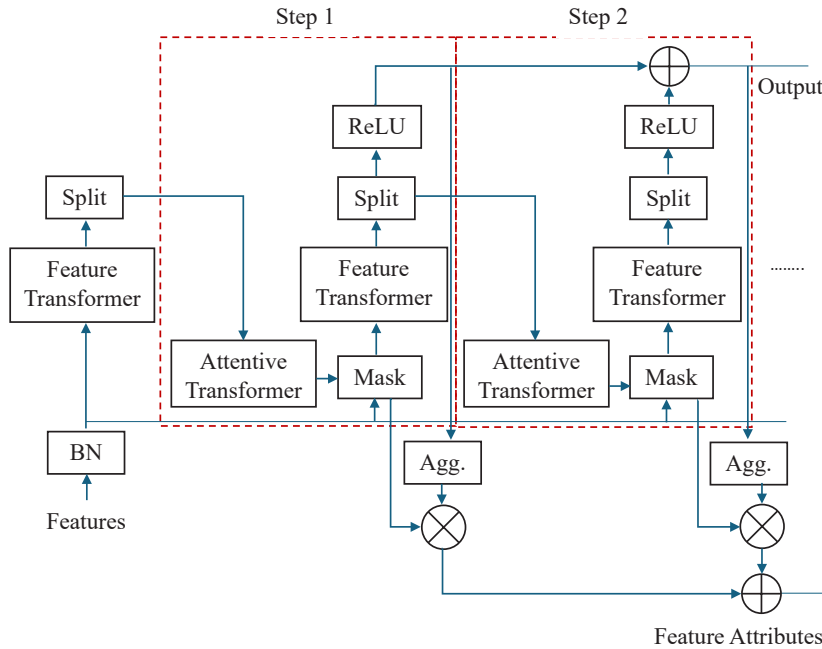 Step 1
Step 2
Output
ReLU
ReLU
Split
Split
Split
Feature
Transformer
Feature
Transformer
Feature
Transformer
........
Attentive
Transformer
Mask
Attentive
Transformer
Mask
BN
Agg.
Agg.
Features
Feature Attributes